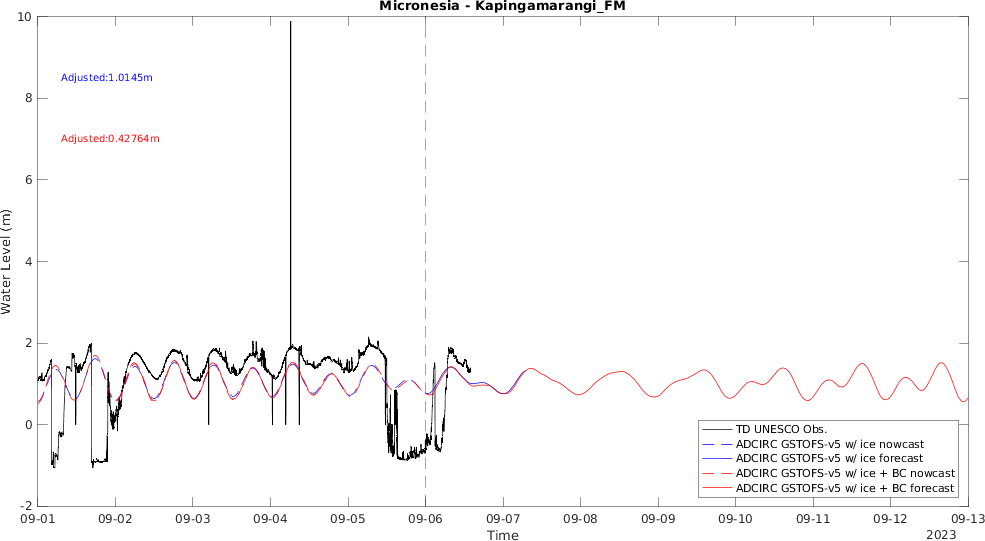 Micronesia - Kapingamarangi_FM
10
8
6
4
2
0
-2
Water Level (m)
Adjusted:1.0145m
Adjusted:0.42764m
TD UNESCO Obs.
ADCIRC GSTOFS-v5 w/ ice nowcast
ADCIRC GSTOFS-v5 w/ ice forecast
ADCIRC GSTOFS-v5 w/ ice + BC nowcast
ADCIRC GSTOFS-v5 w/ ice + BC forecast
09-01 09-02 09-03 09-04 09-05 09-06 09-07 09-08 09-09 09-10 09-11 09-12 09-13
Time
2023